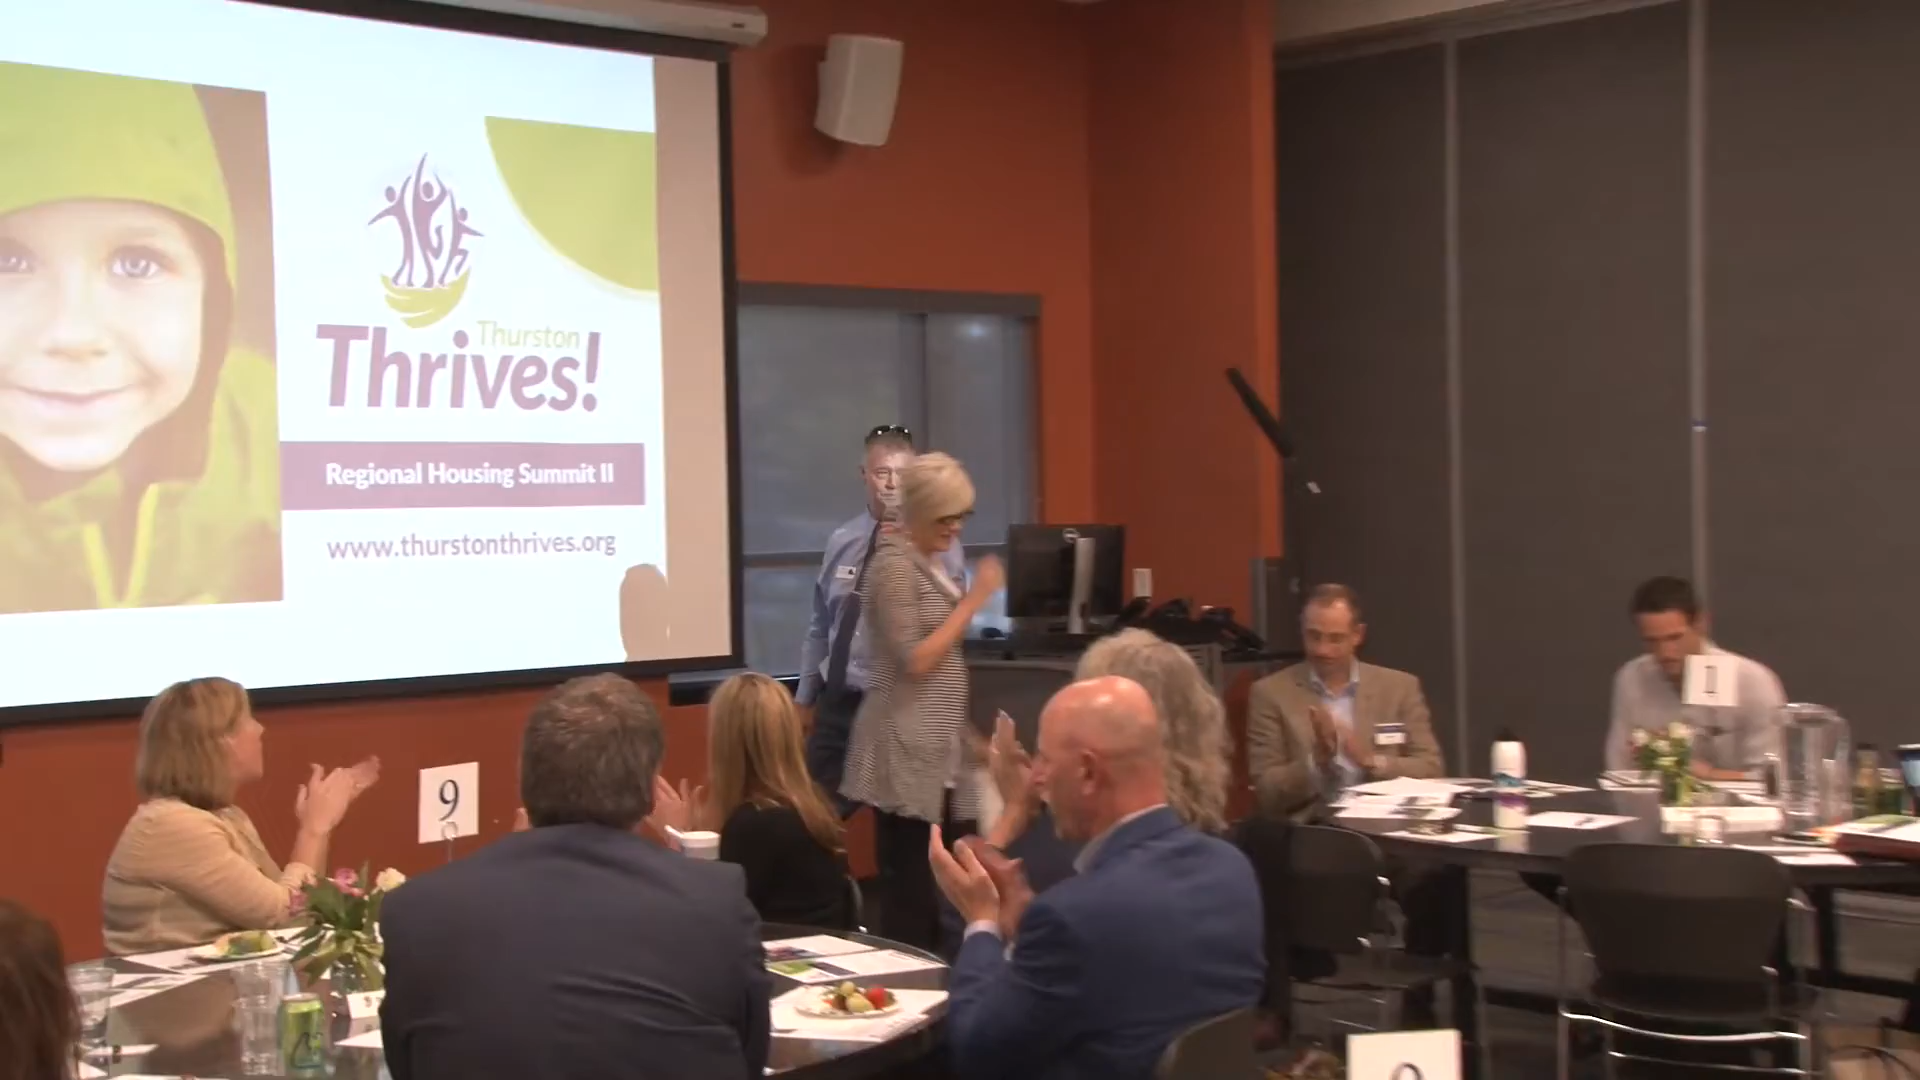 Thurston
Thrives!
Regional Housing Summit II
www.thurstonthrives.org
9
1